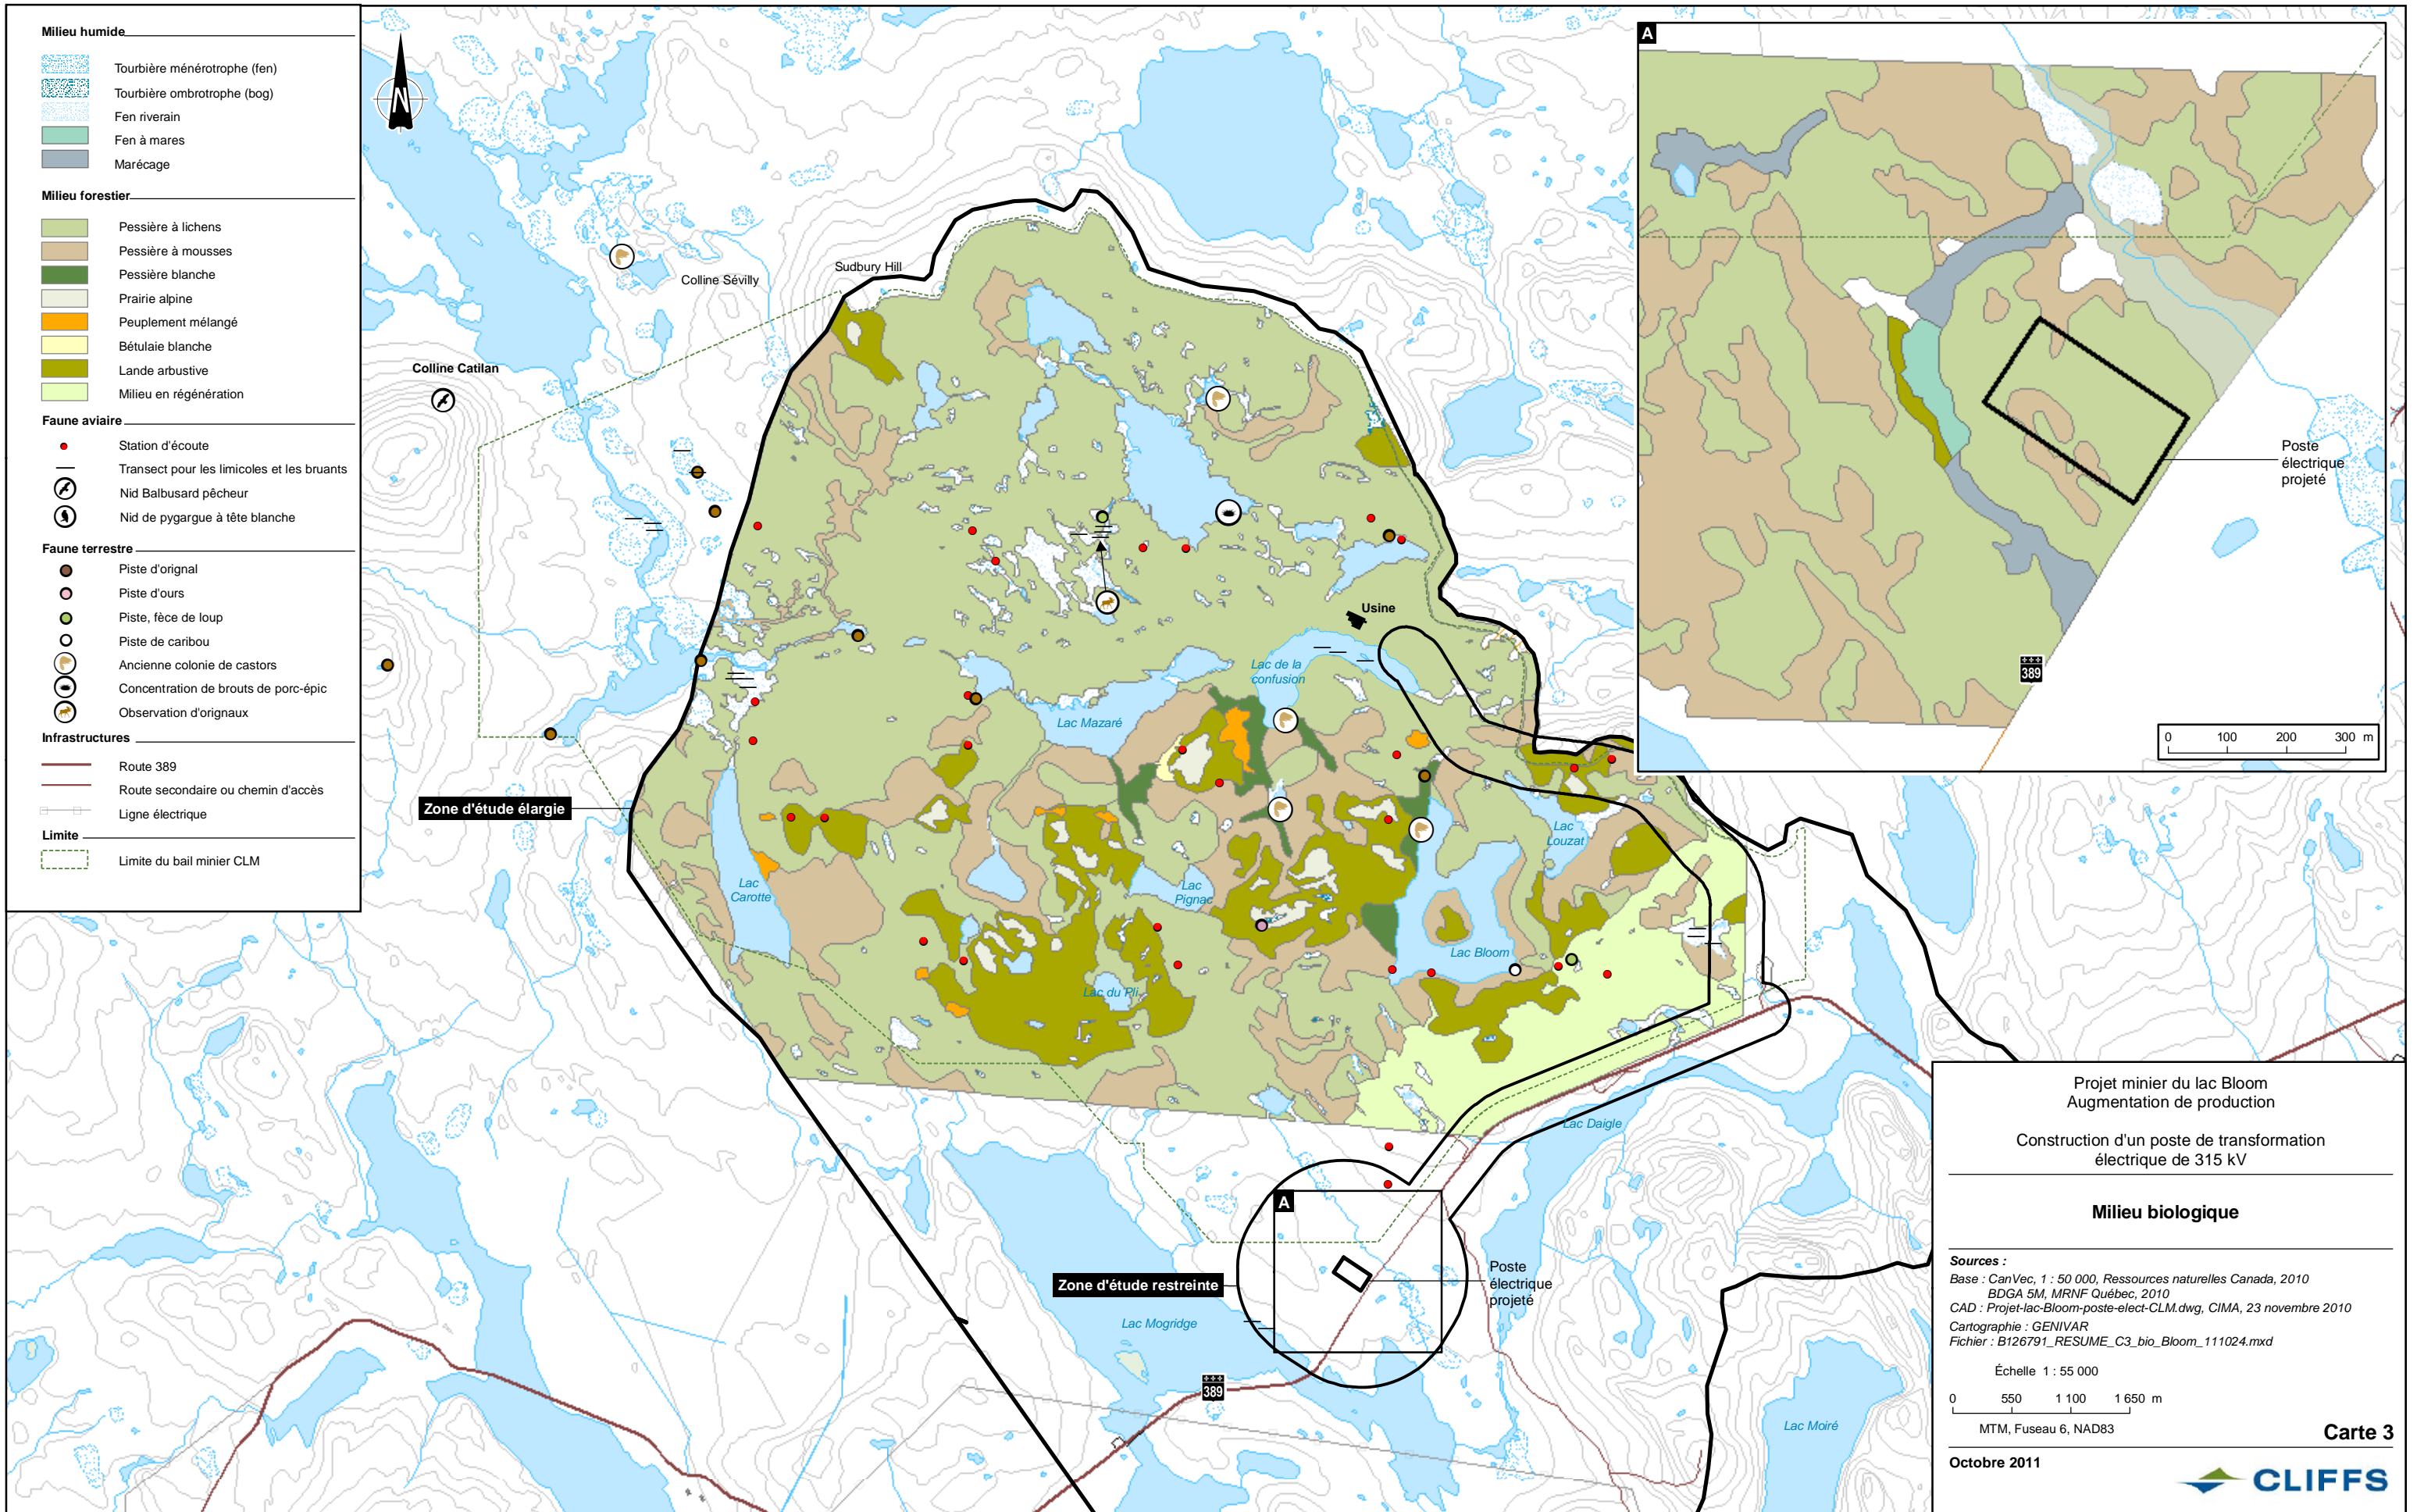 Milieu humide
Tourbière ménérotrophe (fen)
Tourbière ombrotrophe (bog)
Fen riverain
Fen à mares
Marécage
Milieu forestier
Pessière à lichens
Pessière à mousses
Pessière blanche
Prairie alpine
Peuplement mélangé
Bétulaie blanche
Lande arbustive
Milieu en régénération
Faune aviaire
Station d'écoute
Transect pour les limicoles et les bruants
Nid Balbusard pêcheur
Nid de pygargue à tête blanche
Faune terrestre
Piste d'orignal
Piste d'ours
Piste, fèce de loup
Piste de caribou
Ancienne colonie de castors
Concentration de brouts de porc-épic
Observation d'orignaux
Infrastructures
Route 389
Route secondaire ou chemin d'accès
Ligne électrique
Limite
Limite du bail minier CLM
N
Colline Sévilly
Sudbury Hill
Colline Catilan
Usine
Lac de la
confusion
Lac Mazaré
Zone d'étude élargie
Lac
Carotte
Lac
Pignac
Lac
Louzat
Lac Bloom
Lac du Pli
Lac Daigle
A
Zone d'étude restreinte
Poste
électrique
projeté
Lac Mogridge
389
Lac Moiré
A
Poste
électrique
projeté
389
0 100 200 300 m
Projet minier du lac Bloom
Augmentation de production
Construction d'un poste de transformation
électrique de 315 kV
Milieu biologique
Sources :
Base : CanVec, 1 : 50 000, Ressources naturelles Canada, 2010
BDGA 5M, MRNF Québec, 2010
CAD : Projet-lac-Bloom-poste-elect-CLM.dwg, CIMA, 23 novembre 2010
Cartographie : GENIVAR
Fichier : B126791_RESUME_C3_bio_Bloom_111024.mxd
Échelle 1 : 55 000
0 550 1 100 1 650 m
MTM, Fuseau 6, NAD83
Carte 3
Octobre 2011
CLIFFS